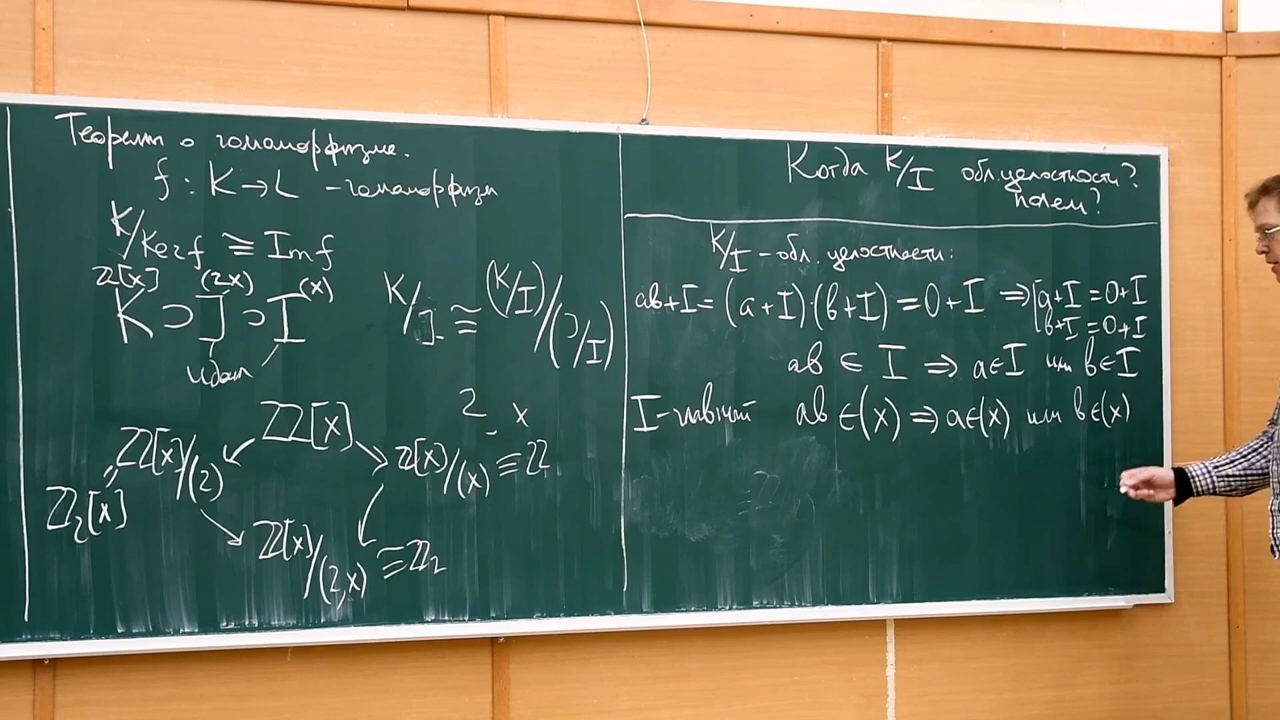 Теорема о гомоморфизме.
f : K → L – гомоморфизм
K/Ker f ≅ Im f
ℤ[x] (2x) (x)
K ⊃ J ⊃ I
идеал
K/J ≅ (K/I)/(J/I)
2 x
ℤ[x]
ℤ[x]/(2) ℤ[x]/(x) ≅ ℤ
ℤ₂[x]
ℤ[x]/(2,x) ≅ ℤ₂
Когда K/I обл. целостности?
полем?
K/I – обл. целостности:
ab+I = (a+I)·(b+I) = 0+I ⇒ [a+I = 0+I
b+I = 0+I
ab ∈ I ⇒ a∈I или b∈I
I-главный ab ∈(x) ⇒ a∈(x) или b∈(x)